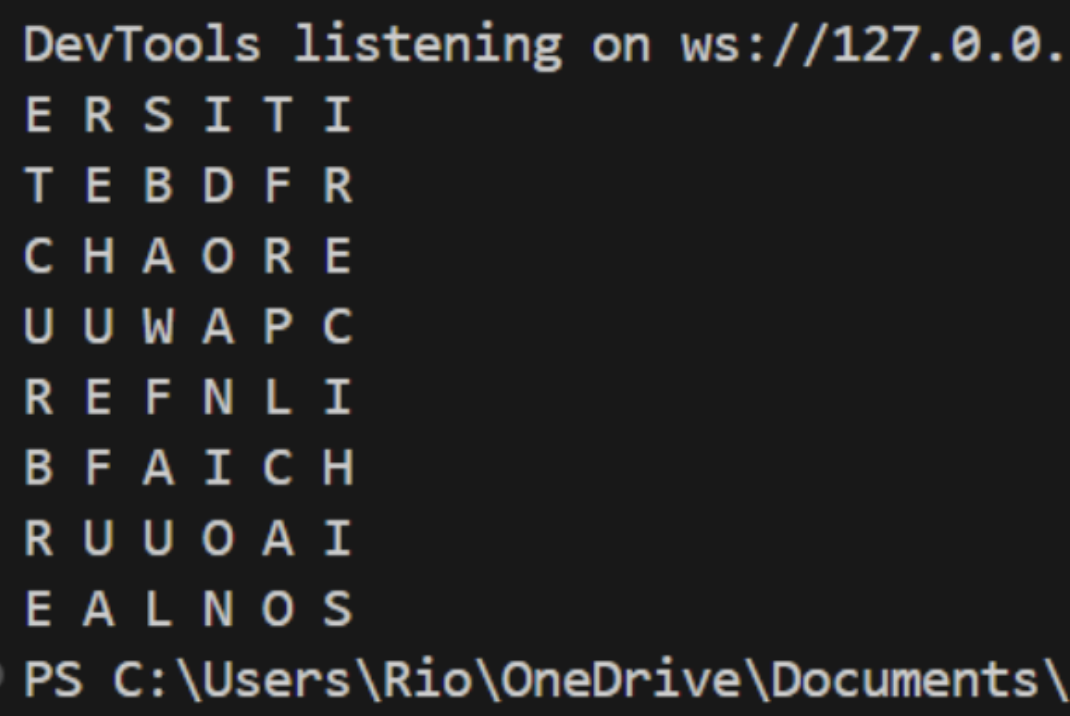 DevTools listening on ws://127.0.0.
E R S I T I
T E B D F R
C H A O R E
U U W A P C
R E F N L I
B F A I C H
R U U O A I
E A L N O S
PS C:\Users\Rio\OneDrive\Documents\